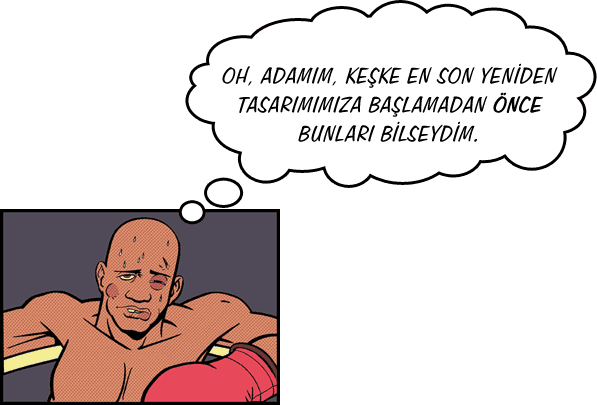 OH, ADAMIM, KEŞKE EN SON YENİDEN
TASARIMIMIZA BAŞLAMADAN ÖNCE
BUNLARI BİLSEYDİM.